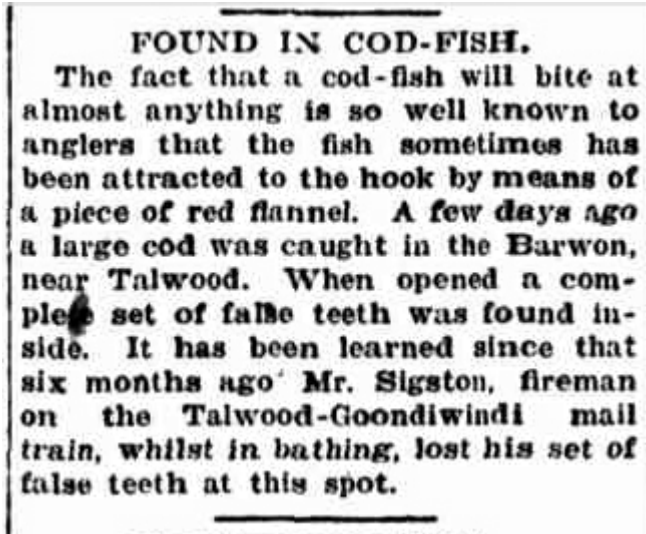 FOUND IN COD-FISH.
The fact that a cod-fish will bite at
almost anything is so well known to
anglers that the fish sometimes has
been attracted to the hook by means of
a piece of red flannel. A few days ago
a large cod was caught in the Barwon,
near Talwood. When opened a com-
plete set of false teeth was found in-
side. It has been learned since that
six months ago Mr. Sigston, fireman
on the Talwood-Goondiwindi mail
train, whilst in bathing, lost his set of
false teeth at this spot.